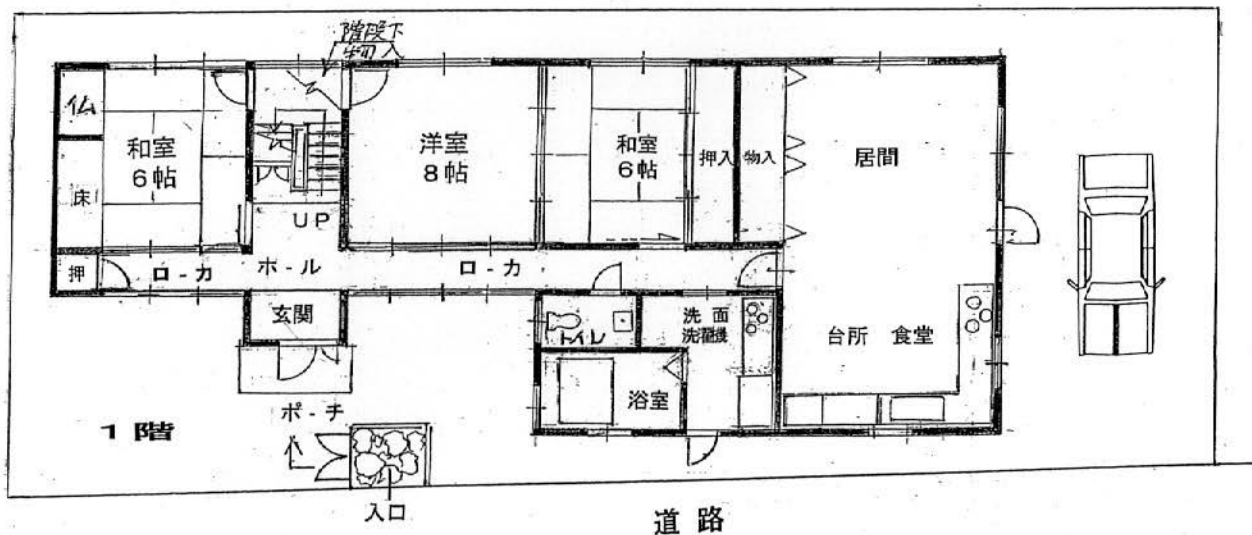 階段下
物入
仏
和室
6帖
床
押
UP
洋室
8帖
和室
6帖
押入
物入
居間
ロ-カ
ホ-ル
ロ-カ
玄関
トイレ
洗面
洗濯機
浴室
台所 食堂
ポ-チ
1階
入口
道路